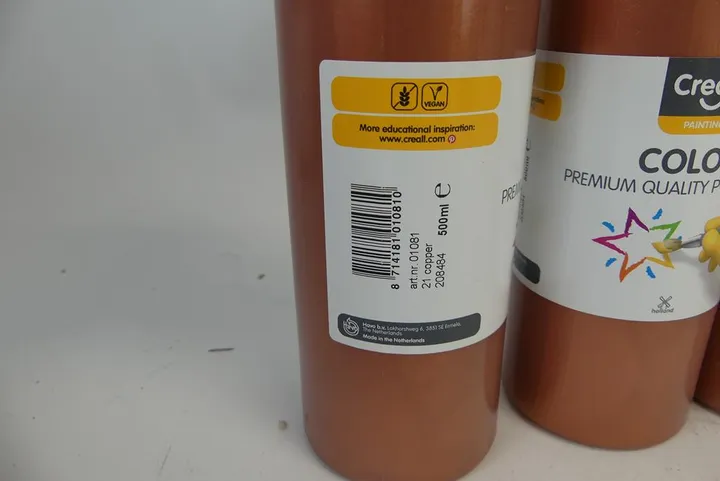 VEGAN
More educational inspiration:
www.creall.com
8 714181 010810
art.nr. 01081
21 copper
208484
500ml e
Havo b.v. Lokhorstweg 6, 3851 SE Ermelo
The Netherlands
Made in the Netherlands
Crea
PAINTING
COLO
PREMIUM QUALITY P
holland